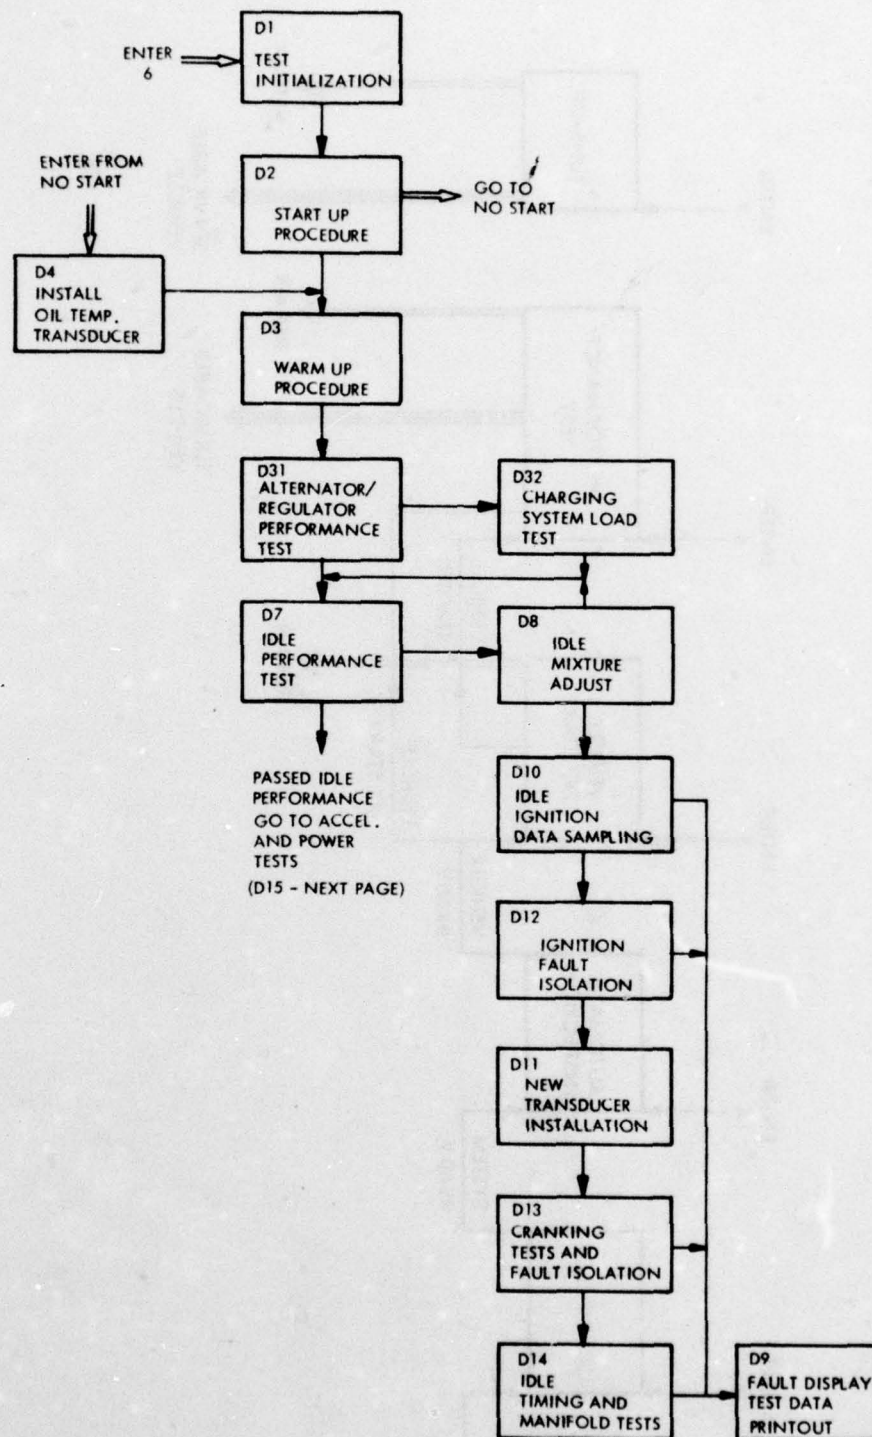 D1
TEST
INITIALIZATION
ENTER
6
ENTER FROM
NO START
D2
START UP
PROCEDURE
GO TO
NO START
D4
INSTALL
OIL TEMP.
TRANSDUCER
D3
WARM UP
PROCEDURE
D31
ALTERNATOR/
REGULATOR
PERFORMANCE
TEST
D32
CHARGING
SYSTEM LOAD
TEST
D7
IDLE
PERFORMANCE
TEST
D8
IDLE
MIXTURE
ADJUST
PASSED IDLE
PERFORMANCE
GO TO ACCEL.
AND POWER
TESTS
(D15 - NEXT PAGE)
D10
IDLE
IGNITION
DATA SAMPLING
D12
IGNITION
FAULT
ISOLATION
D11
NEW
TRANSDUCER
INSTALLATION
D13
CRANKING
TESTS AND
FAULT ISOLATION
D14
IDLE
TIMING AND
MANIFOLD TESTS
D9
FAULT DISPLAY
TEST DATA
PRINTOUT